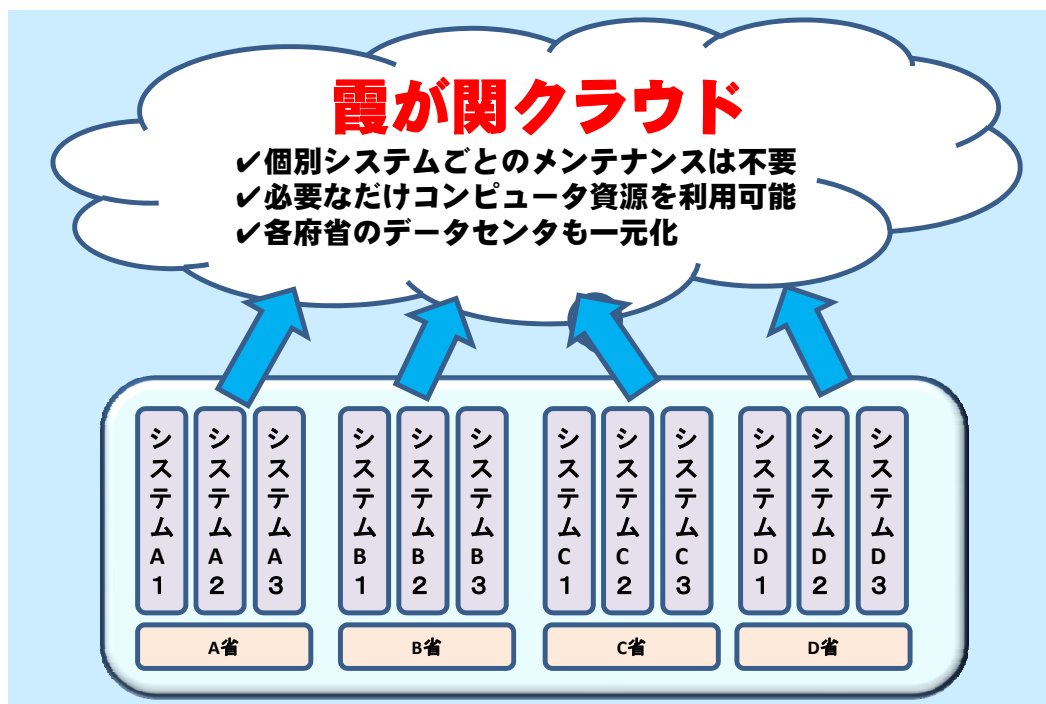 霞が関クラウド
✔個別システムごとのメンテナンスは不要
✔必要なだけコンピュータ資源を利用可能
✔各府省のデータセンタも一元化
システムA1
システムA2
システムA3
システムB1
システムB2
システムB3
システムC1
システムC2
システムC3
システムD1
システムD2
システムD3
A省
B省
C省
D省